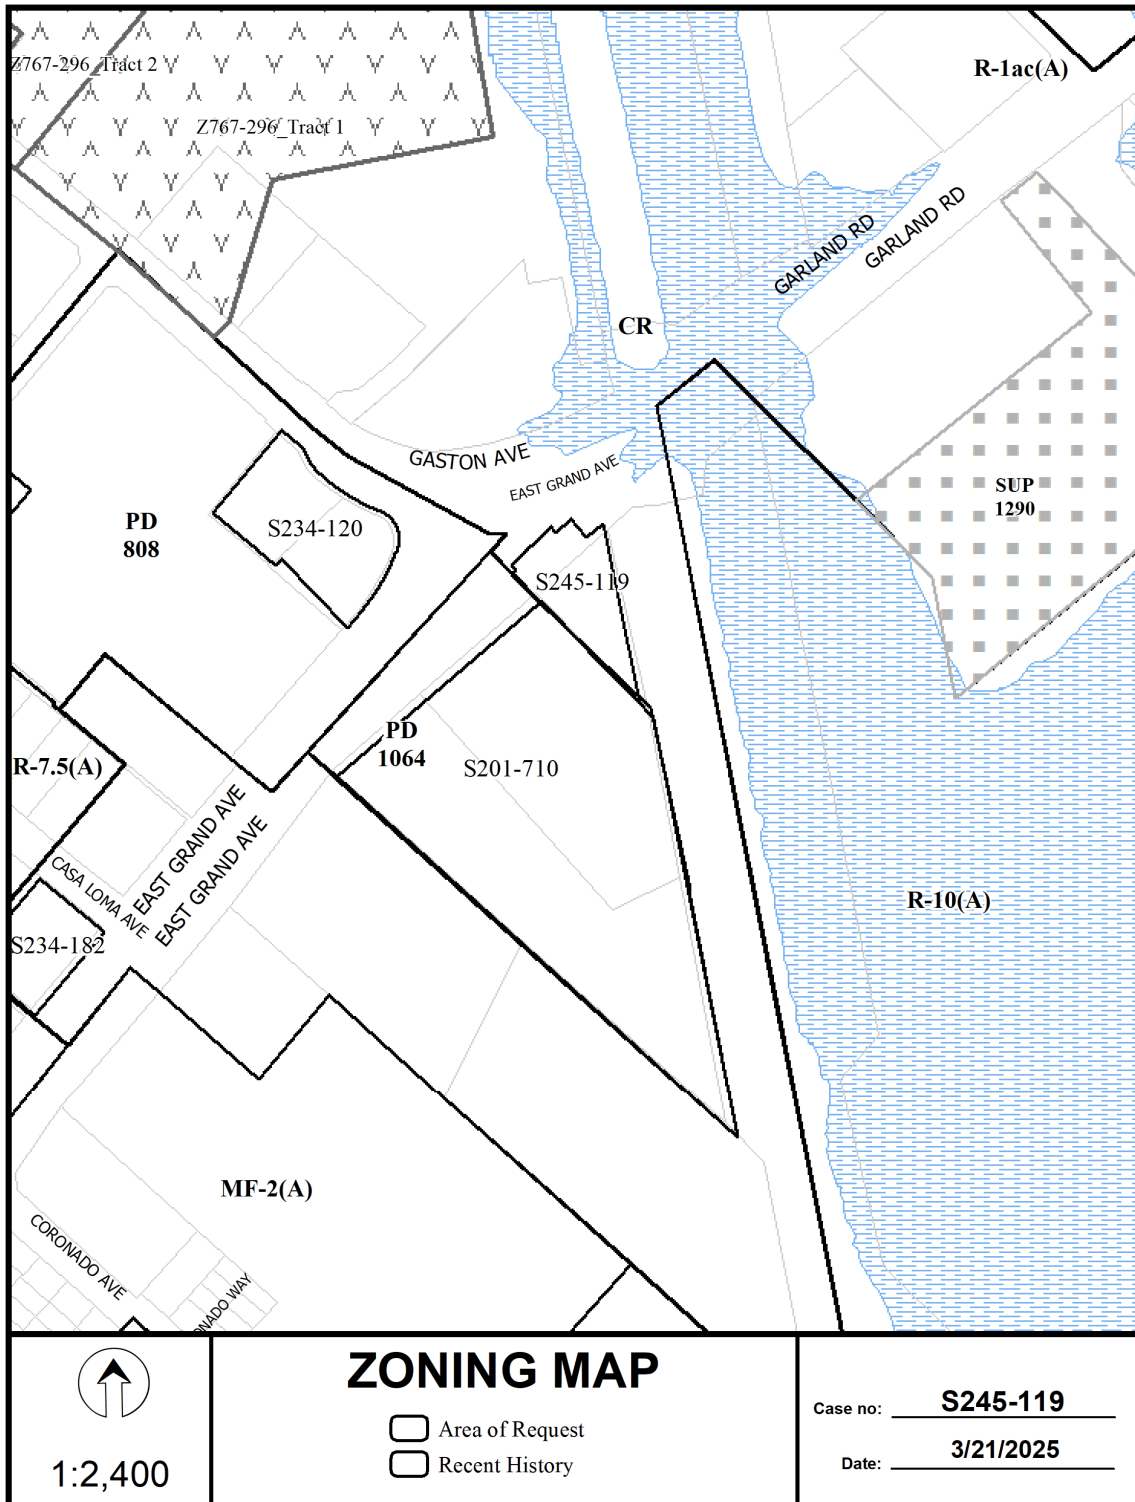 Z767-296_Tract 2
R-1ac(A)
Z767-296_Tract 1
GARLAND RD
GARLAND RD
CR
GASTON AVE
EAST GRAND AVE
SUP
1290
PD
808
S234-120
S245-119
PD
1064
R-7.5(A)
S201-710
EAST GRAND AVE
EAST GRAND AVE
CASA LOMA AVE
R-10(A)
S234-182
MF-2(A)
CORONADO AVE
ONADO WAY
ZONING MAP
Area of Request
Recent History
1:2,400
Case no: S245-119
Date: 3/21/2025